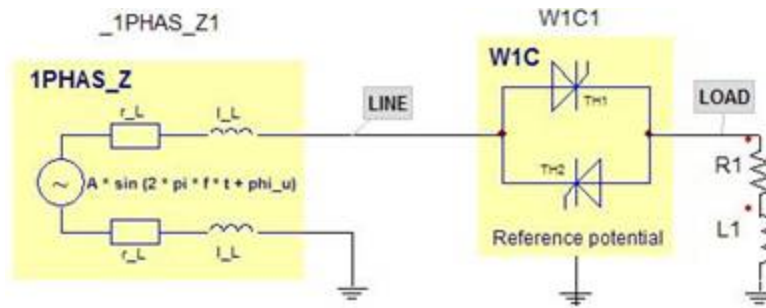 _1PHAS_Z1
W1C1
1PHAS_Z
W1C
r_L
l_L
LINE
TH1
LOAD
~
A * sin (2 * pi * f * t + phi_u)
TH2
R1
r_L
l_L
Reference potential
L1